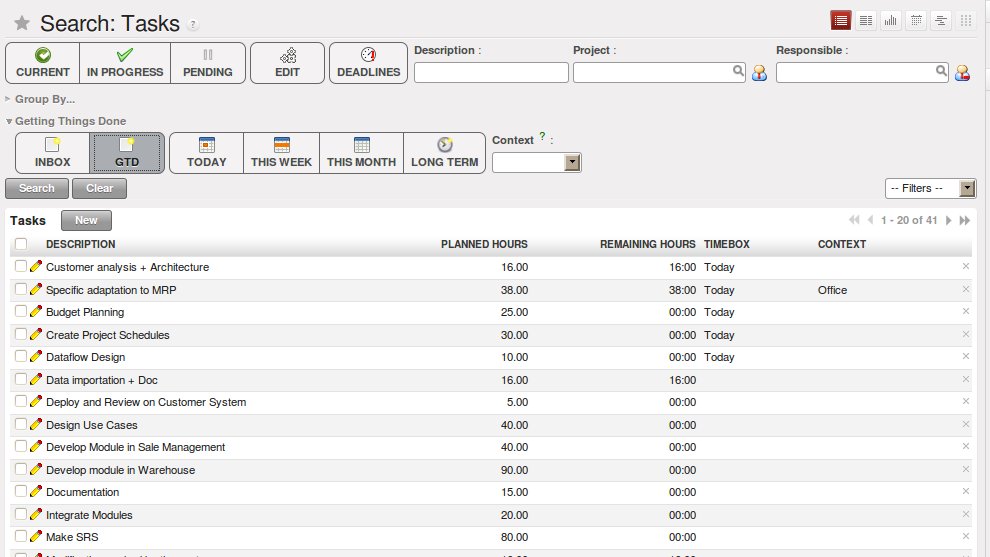 Search: Tasks ?
CURRENT IN PROGRESS PENDING EDIT DEADLINES
Description : Project : Responsible :
Group By...
Getting Things Done
INBOX GTD TODAY THIS WEEK THIS MONTH LONG TERM
Context ? :
Search Clear -- Filters --
Tasks New 1 - 20 of 41
DESCRIPTION PLANNED HOURS REMAINING HOURS TIMEBOX CONTEXT
Customer analysis + Architecture 16.00 16:00 Today
Specific adaptation to MRP 38.00 38:00 Today Office
Budget Planning 25.00 00:00 Today
Create Project Schedules 30.00 00:00 Today
Dataflow Design 10.00 00:00 Today
Data importation + Doc 16.00 16:00
Deploy and Review on Customer System 5.00 00:00
Design Use Cases 40.00 00:00
Develop Module in Sale Management 40.00 00:00
Develop module in Warehouse 90.00 00:00
Documentation 15.00 00:00
Integrate Modules 20.00 00:00
Make SRS 80.00 00:00